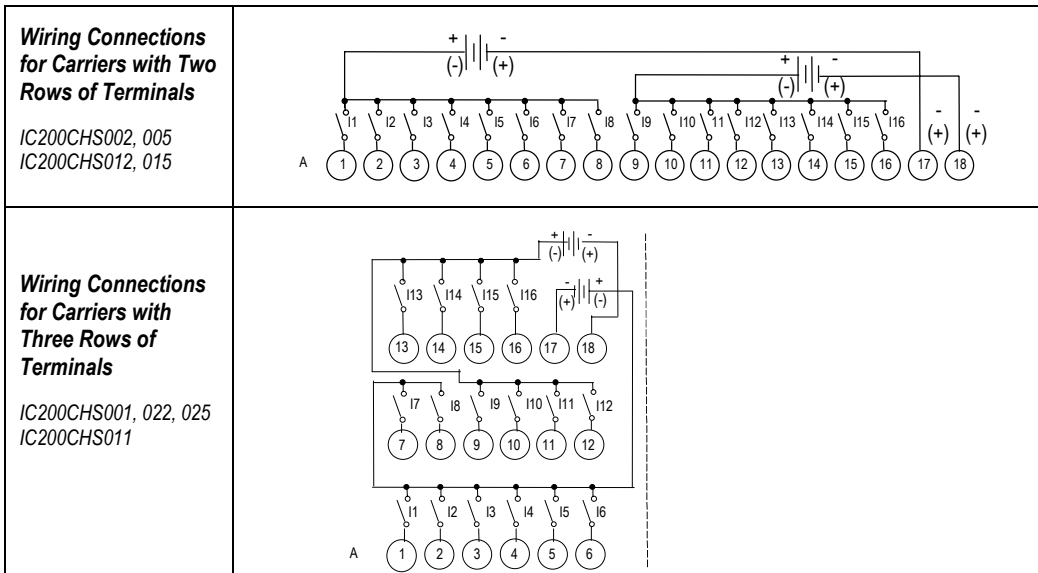 Wiring Connections
for Carriers with Two
Rows of Terminals
IC200CHS002, 005
IC200CHS012, 015
+ -
(-) (+)
+ -
(-) (+)
I1 I2 I3 I4 I5 I6 I7 I8 I9 I10 11 I12 I13 I14 I15 I16
- -
(+) (+)
A 1 2 3 4 5 6 7 8 9 10 11 12 13 14 15 16 17 18
Wiring Connections
for Carriers with
Three Rows of
Terminals
IC200CHS001, 022, 025
IC200CHS011
+ -
(-) (+)
- +
(+) (-)
I13 I14 I15 I16
13 14 15 16 17 18
I7 I8 I9 I10 I11 I12
7 8 9 10 11 12
I1 I2 I3 I4 I5 I6
A 1 2 3 4 5 6